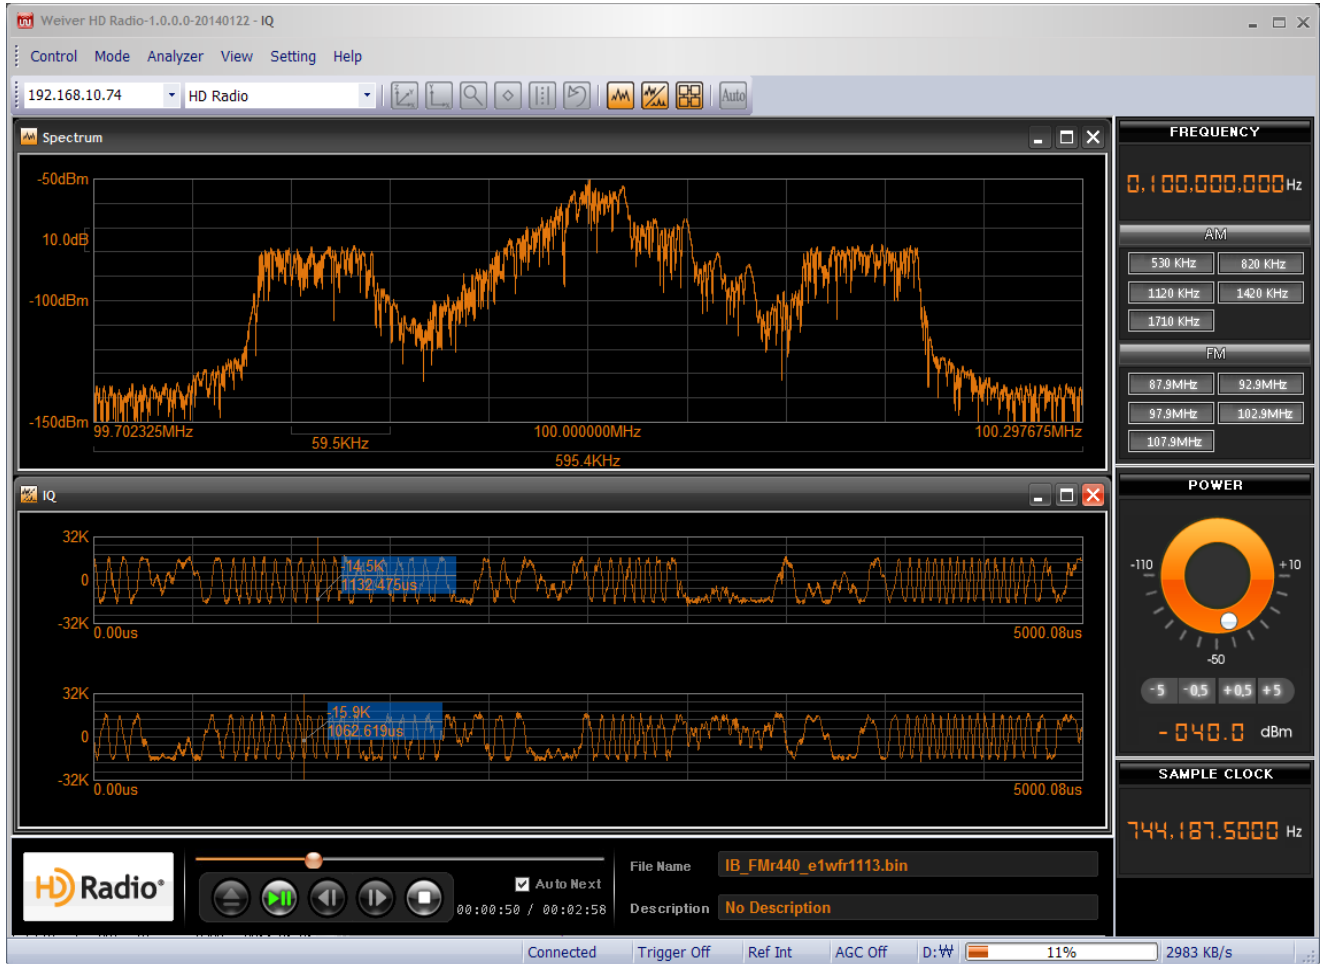 Weiver HD Radio-1.0.0.0-20140122 - IQ
Control Mode Analyzer View Setting Help
192.168.10.74 HD Radio Auto
Spectrum
-50dBm
10.0dB
-100dBm
-150dBm
99.702325MHz 100.000000MHz 100.297675MHz
59.5KHz
595.4KHz
IQ
32K
0
-32K
-14.5K
1132.475us
0.00us 5000.08us
32K
0
-32K
-15.9K
1062.619us
0.00us 5000.08us
FREQUENCY
0,100,000,000 Hz
AM
530 KHz 820 KHz
1120 KHz 1420 KHz
1710 KHz
FM
87.9MHz 92.9MHz
97.9MHz 102.9MHz
107.9MHz
POWER
-110 +10
-50
-5 -0,5 +0,5 +5
-040.0 dBm
SAMPLE CLOCK
744,187.5000 Hz
HD Radio®
Auto Next
00:00:50 / 00:02:58
File Name IB_FMr440_e1wfr1113.bin
Description No Description
Connected Trigger Off Ref Int AGC Off D:₩ 11% 2983 KB/s